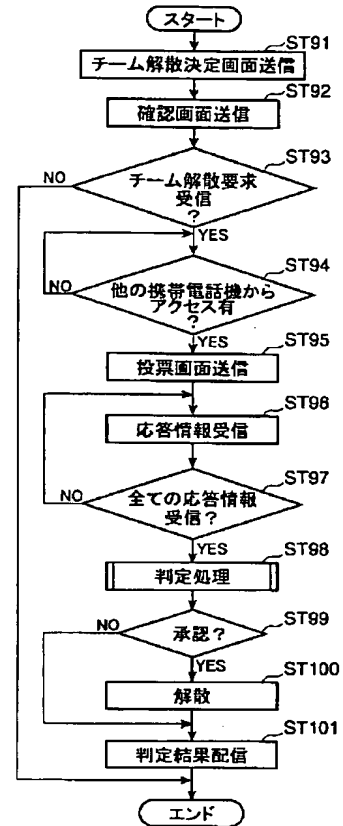 スタート
ST91
チーム解散決定画面送信
ST92
確認画面送信
ST93
チーム解散要求
受信
?
NO
YES
ST94
他の携帯電話機から
アクセス有
?
NO
YES
ST95
投票画面送信
ST96
応答情報受信
ST97
全ての応答情報
受信?
NO
YES
ST98
判定処理
ST99
承認?
NO
YES
ST100
解散
ST101
判定結果配信
エンド